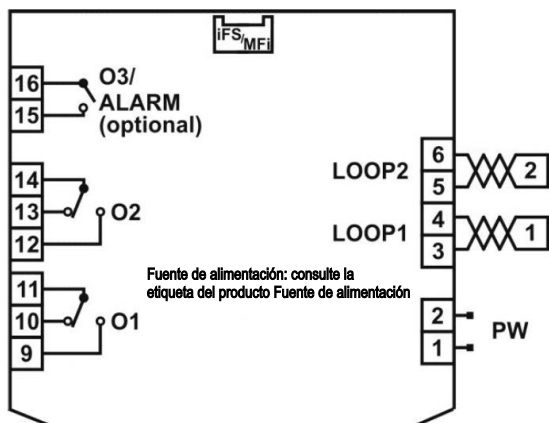 iFS/MFi
16
15
O3/
ALARM
(optional)
14
13
12
O2
11
10
9
O1
6
5
LOOP2
2
4
3
LOOP1
1
Fuente de alimentación: consulte la
etiqueta del producto Fuente de alimentación
2
1
PW